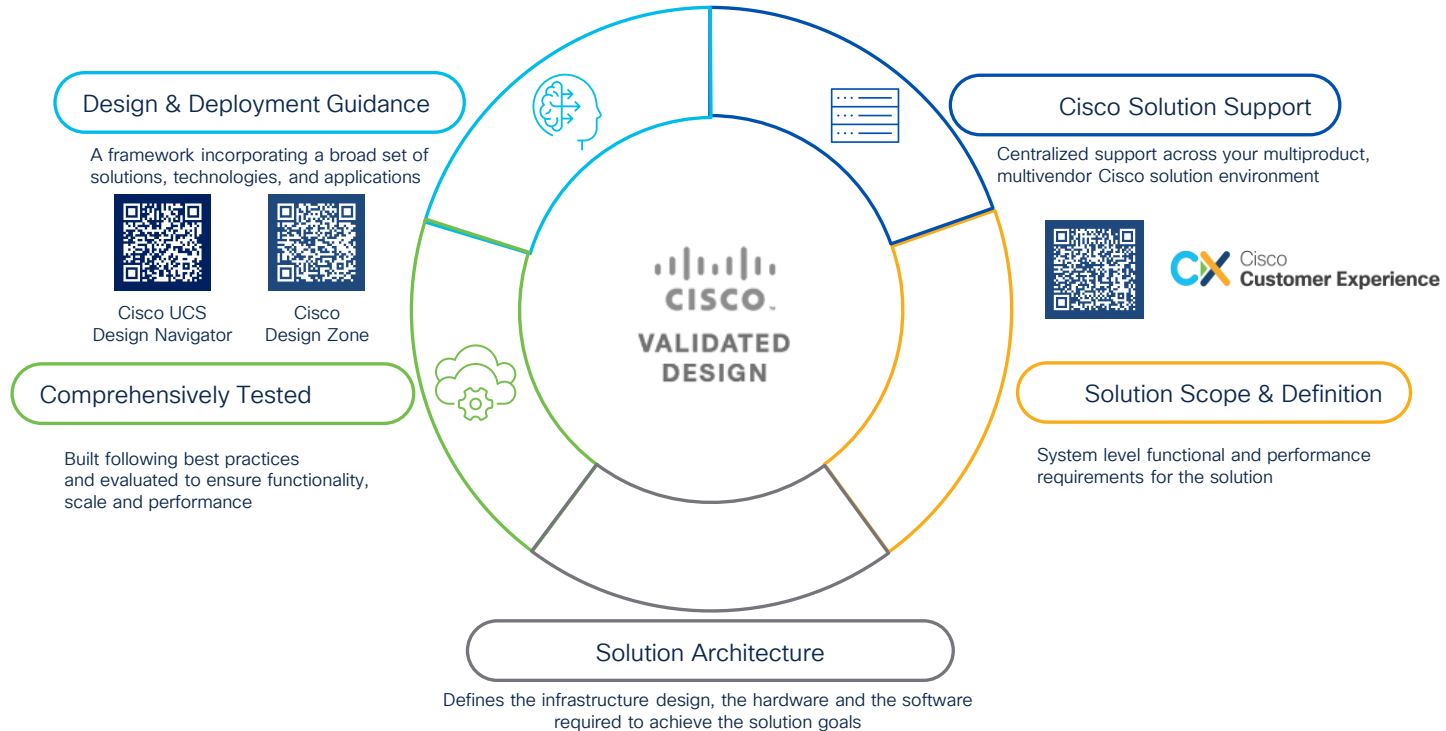 Design & Deployment Guidance
A framework incorporating a broad set of
solutions, technologies, and applications
Cisco UCS
Design Navigator
Cisco
Design Zone
Comprehensively Tested
Built following best practices
and evaluated to ensure functionality,
scale and performance
CISCO™
VALIDATED
DESIGN
Cisco Solution Support
Centralized support across your multiproduct,
multivendor Cisco solution environment
CX
Cisco
Customer Experience
Solution Scope & Definition
System level functional and performance
requirements for the solution
Solution Architecture
Defines the infrastructure design, the hardware and the software
required to achieve the solution goals